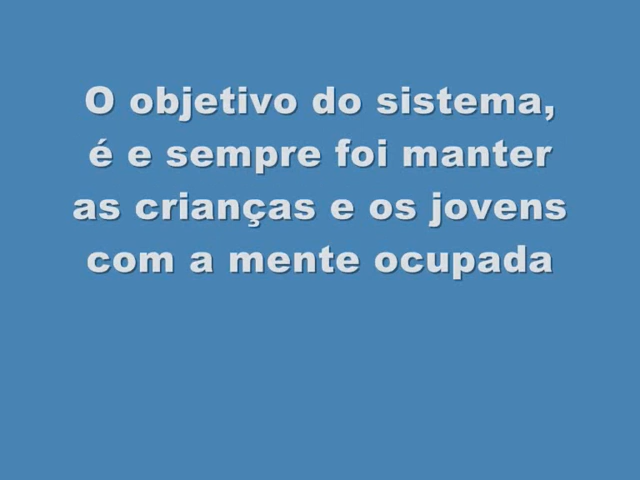 O objetivo do sistema,
é e sempre foi manter
as crianças e os jovens
com a mente ocupada